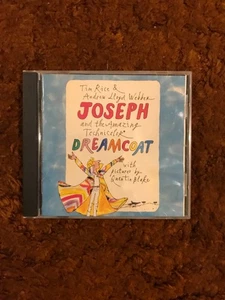 Tim Rice &
Andrew Lloyd Webber
JOSEPH
and the Amazing
Technicolor
DREAMCOAT
with
pictures by
Quentin Blake